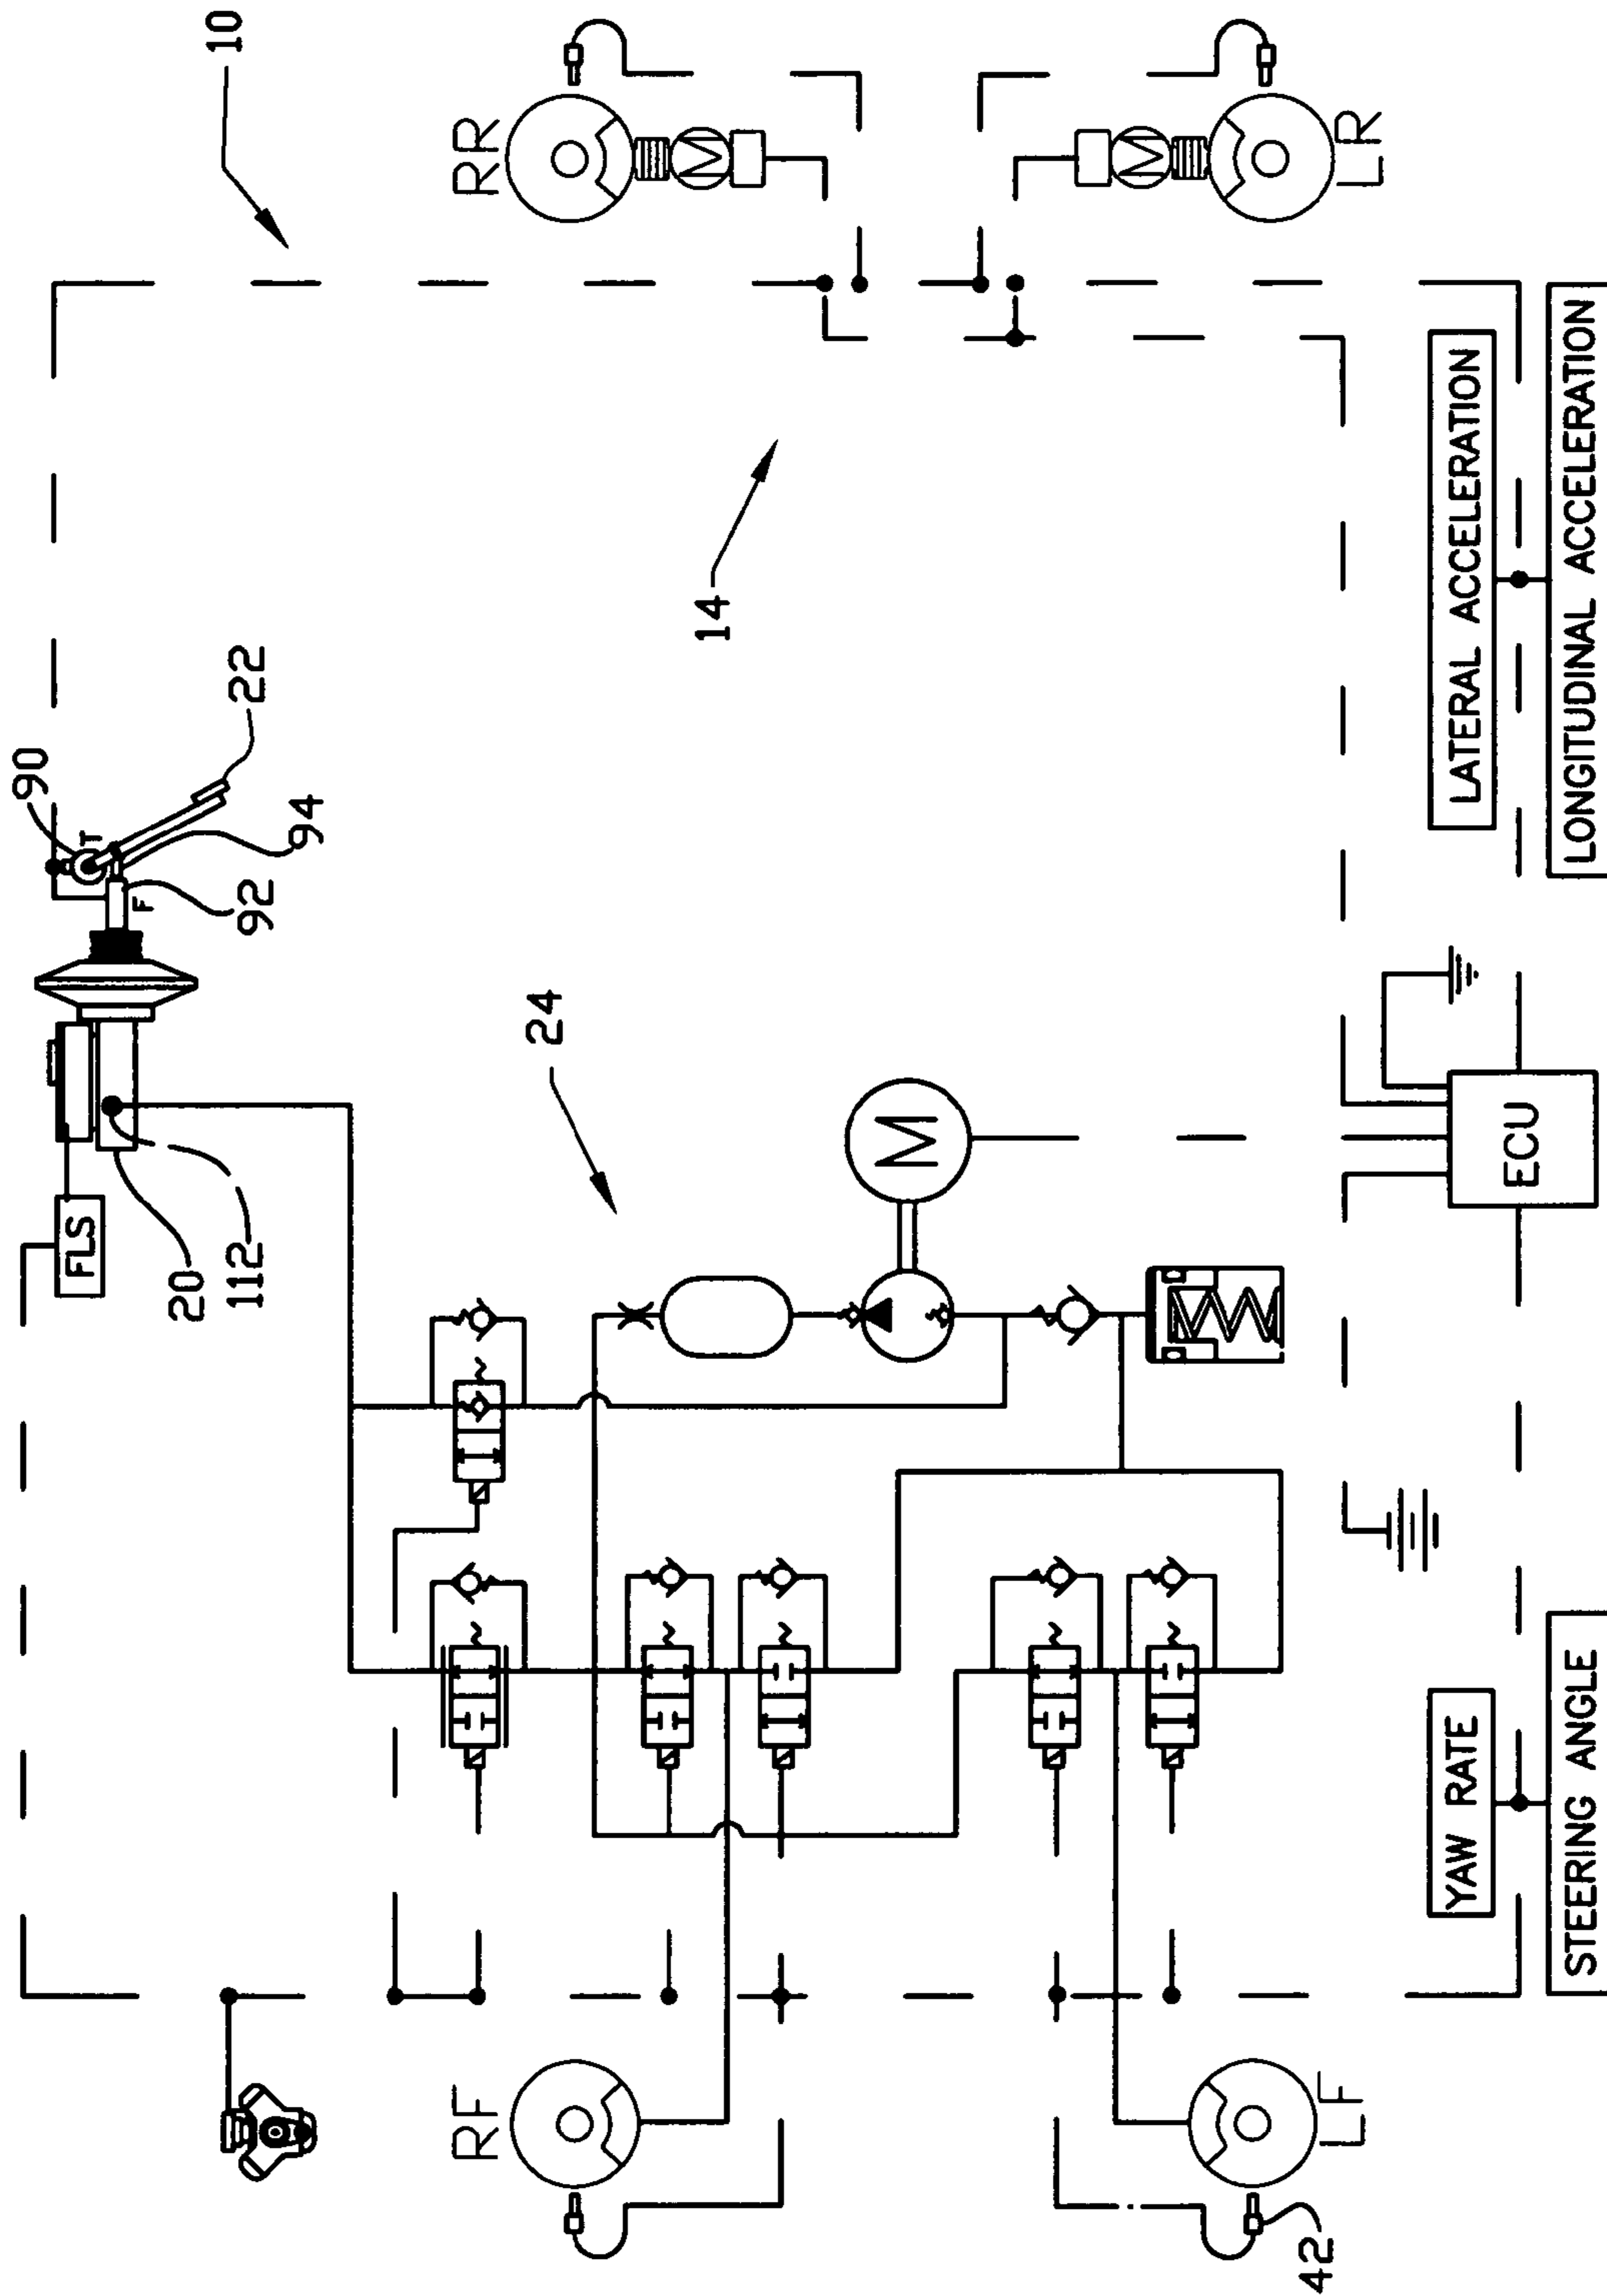 10
RR
90
T
22
94
F
92
FLS
20
112
24
14
M
M
M
LR
RF
LF
42
ECU
LATERAL ACCELERATION
LONGITUDINAL ACCELERATION
YAW RATE
STEERING ANGLE